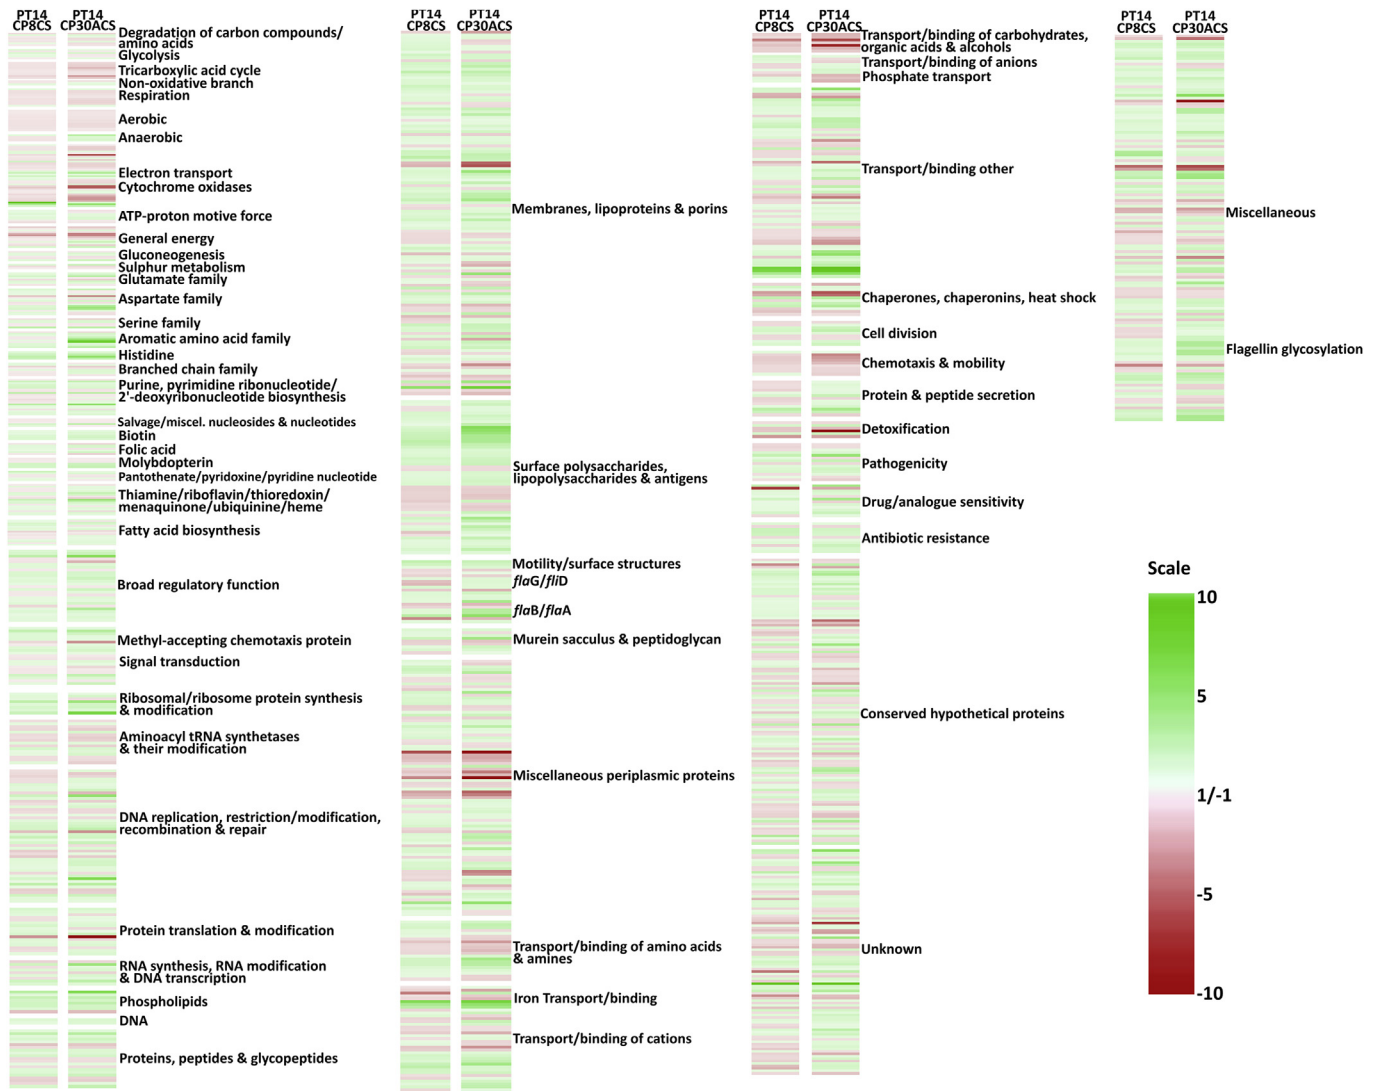 PT14 PT14
CP8CS CP30ACS
Degradation of carbon compounds/
amino acids
Glycolysis
Tricarboxylic acid cycle
Non-oxidative branch
Respiration
Aerobic
Anaerobic
Electron transport
Cytochrome oxidases
ATP-proton motive force
General energy
Gluconeogenesis
Sulphur metabolism
Glutamate family
Aspartate family
Serine family
Aromatic amino acid family
Histidine
Branched chain family
Purine, pyrimidine ribonucleotide/
2'-deoxyribonucleotide biosynthesis
Salvage/miscel. nucleosides & nucleotides
Biotin
Folic acid
Molybdopterin
Pantothenate/pyridoxine/pyridine nucleotide
Thiamine/riboflavin/thioredoxin/
menaquinone/ubiquinine/heme
Fatty acid biosynthesis
Broad regulatory function
Methyl-accepting chemotaxis protein
Signal transduction
Ribosomal/ribosome protein synthesis
& modification
Aminoacyl tRNA synthetases
& their modification
DNA replication, restriction/modification,
recombination & repair
Protein translation & modification
RNA synthesis, RNA modification
& DNA transcription
Phospholipids
DNA
Proteins, peptides & glycopeptides
PT14 PT14
CP8CS CP30ACS
Membranes, lipoproteins & porins
Surface polysaccharides,
lipopolysaccharides & antigens
Motility/surface structures
flaG/fliD
flaB/flaA
Murein sacculus & peptidoglycan
Miscellaneous periplasmic proteins
Transport/binding of amino acids
& amines
Iron Transport/binding
Transport/binding of cations
PT14 PT14
CP8CS CP30ACS
Transport/binding of carbohydrates,
organic acids & alcohols
Transport/binding of anions
Phosphate transport
Transport/binding other
Chaperones, chaperonins, heat shock
Cell division
Chemotaxis & mobility
Protein & peptide secretion
Detoxification
Pathogenicity
Drug/analogue sensitivity
Antibiotic resistance
Conserved hypothetical proteins
Unknown
PT14 PT14
CP8CS CP30ACS
Miscellaneous
Flagellin glycosylation
Scale
10
5
1/-1
-5
-10